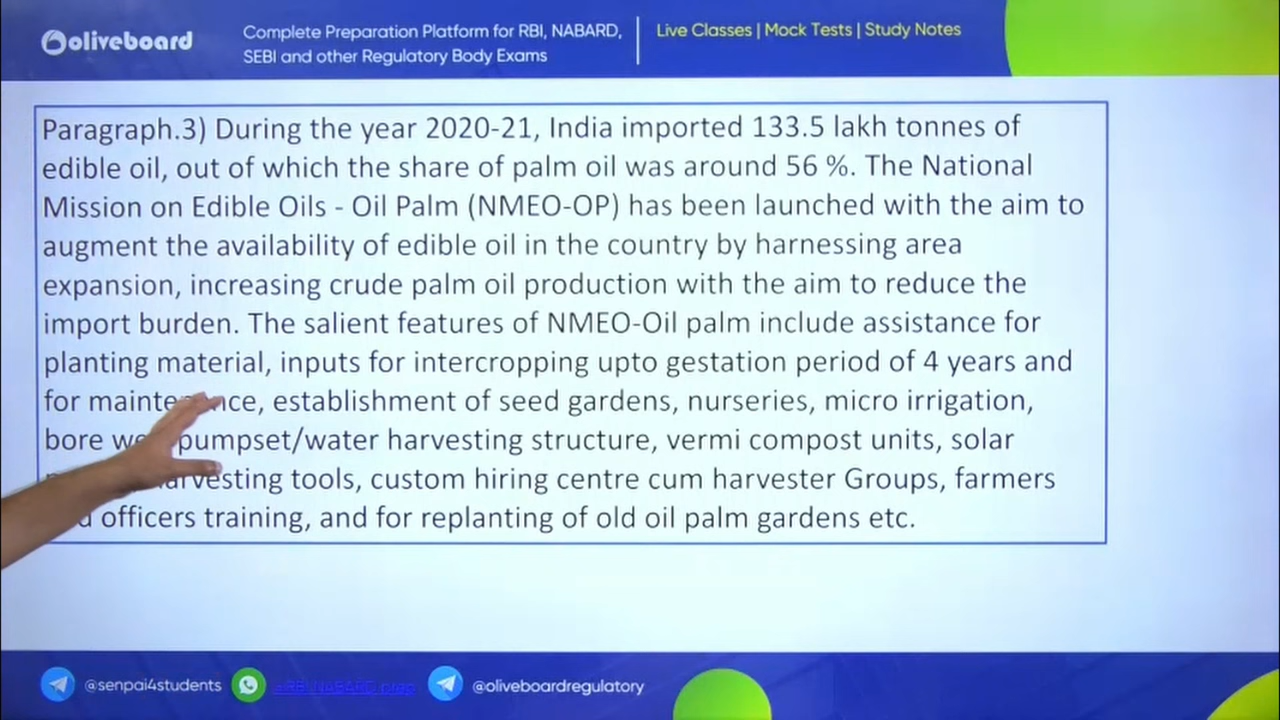 oliveboard
Complete Preparation Platform for RBI, NABARD,
SEBI and other Regulatory Body Exams
Live Classes | Mock Tests | Study Notes
Paragraph.3) During the year 2020-21, India imported 133.5 lakh tonnes of
edible oil, out of which the share of palm oil was around 56 %. The National
Mission on Edible Oils - Oil Palm (NMEO-OP) has been launched with the aim to
augment the availability of edible oil in the country by harnessing area
expansion, increasing crude palm oil production with the aim to reduce the
import burden. The salient features of NMEO-Oil palm include assistance for
planting material, inputs for intercropping upto gestation period of 4 years and
for establishment of seed gardens, nurseries, micro irrigation,
bore pumpset/water harvesting structure, vermi compost units, solar
tools, custom hiring centre cum harvester Groups, farmers
officers training, and for replanting of old oil palm gardens etc.
@senpai4students
@oliveboardregulatory